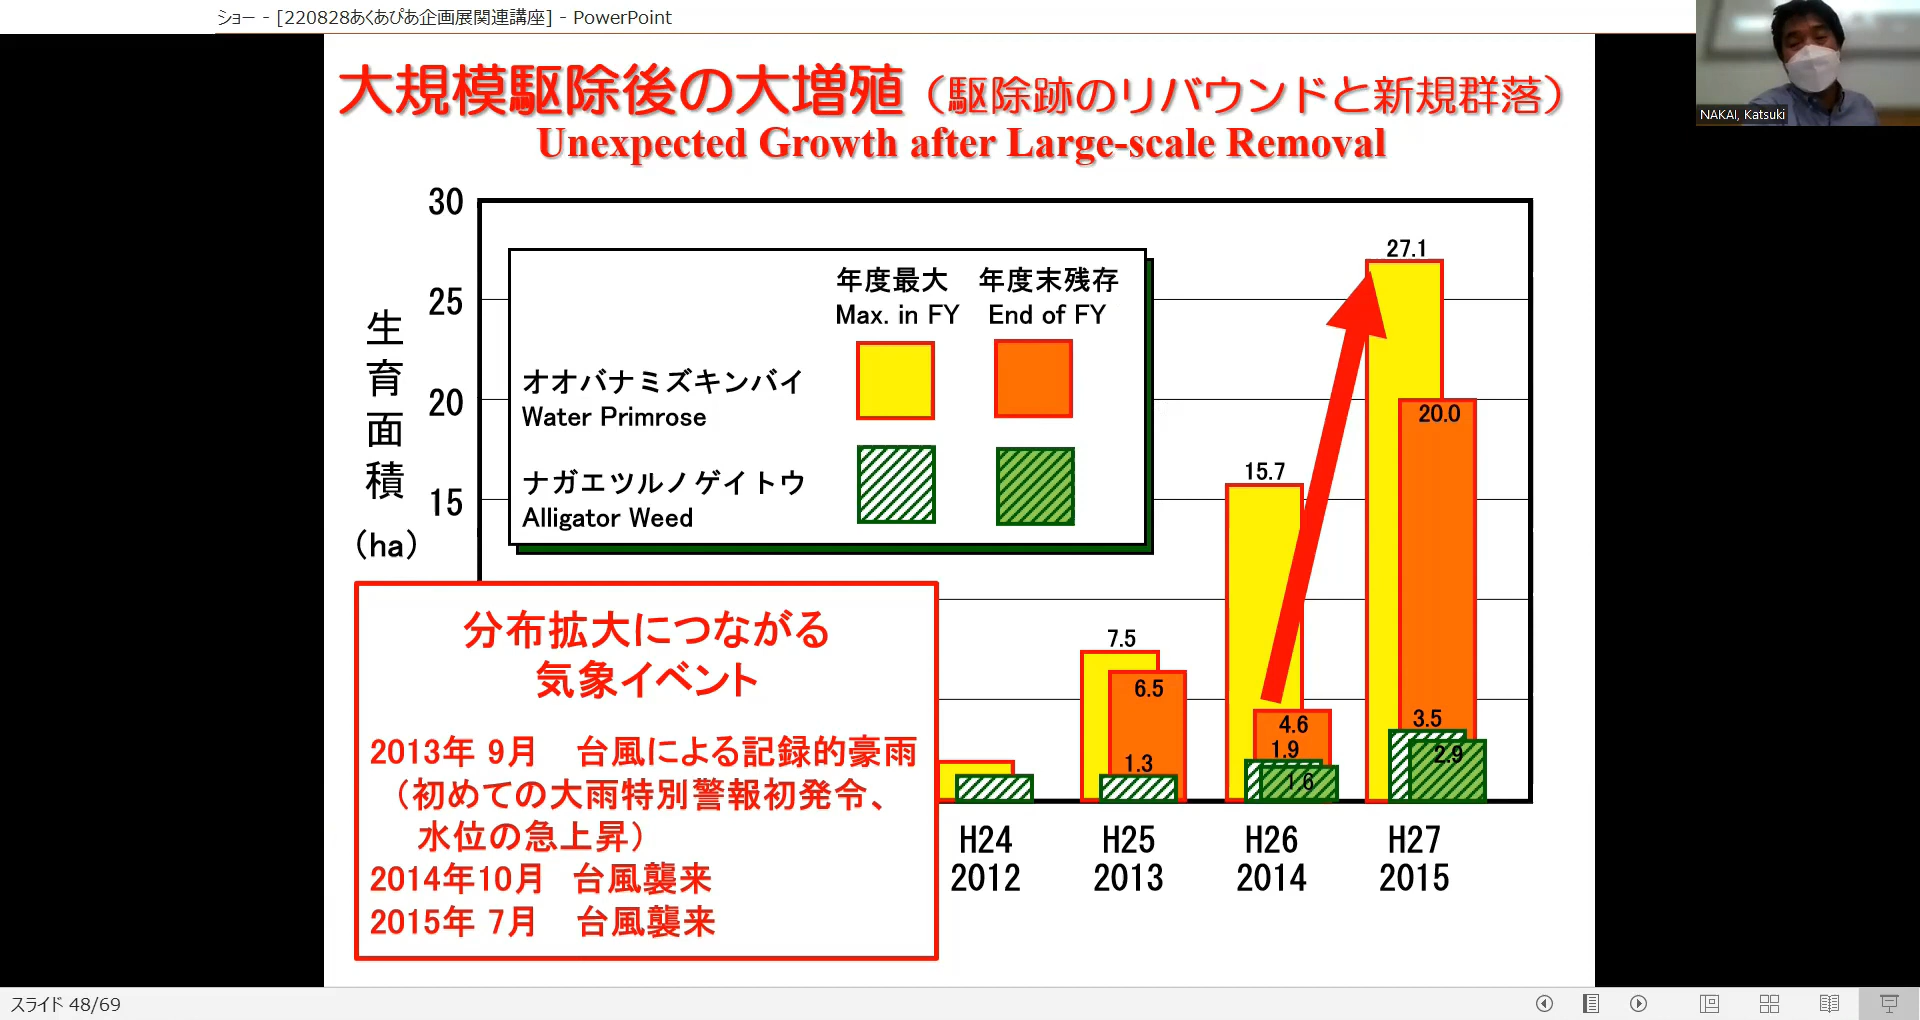 ショー - [220828あくあぴあ企画展関連講座] - PowerPoint
NAKAI, Katsuki
大規模駆除後の大増殖（駆除跡のリバウンドと新規群落）
Unexpected Growth after Large-scale Removal
生育面積
（ha）
30
25
20
15
年度最大 年度末残存
Max. in FY End of FY
オオバナミズキンバイ
Water Primrose
ナガエツルノゲイトウ
Alligator Weed
27.1
20.0
15.7
7.5
6.5
4.6
3.5
1.9
1.3
2.9
1.6
分布拡大につながる
気象イベント
2013年 9月 台風による記録的豪雨
（初めての大雨特別警報初発令、
水位の急上昇）
2014年10月 台風襲来
2015年 7月 台風襲来
H24 H25 H26 H27
2012 2013 2014 2015
スライド 48/69